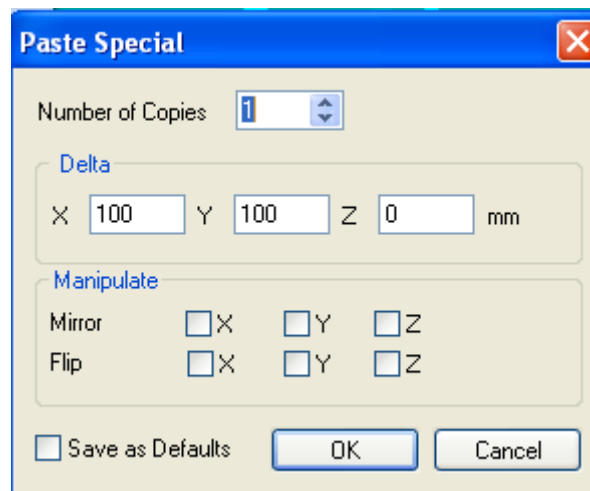 Paste Special
Number of Copies 1
Delta
X 100 Y 100 Z 0 mm
Manipulate
Mirror X Y Z
Flip X Y Z
Save as Defaults OK Cancel